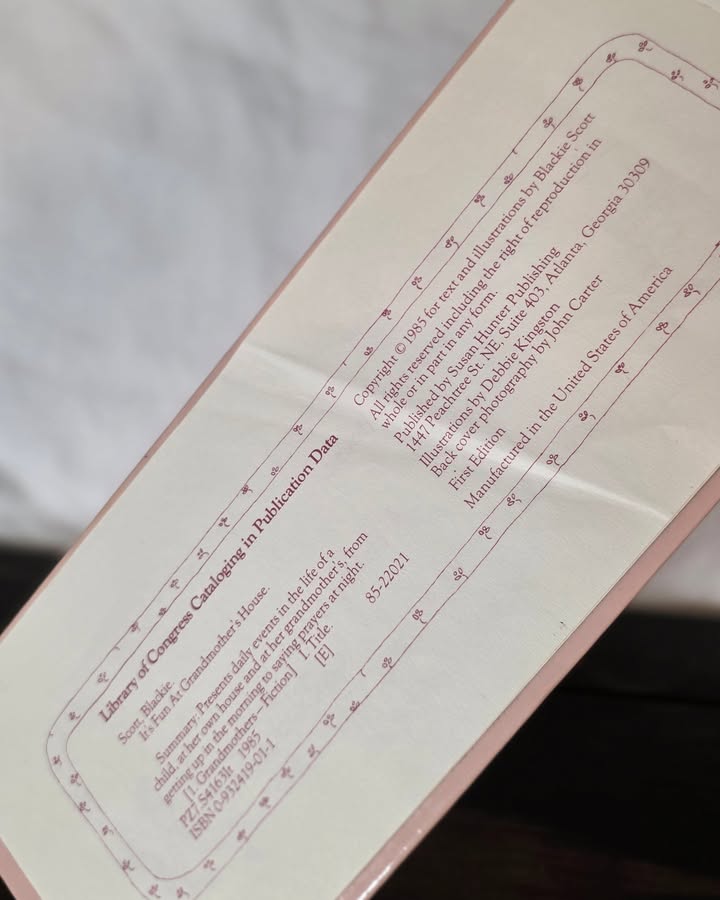 Library of Congress Cataloging in Publication Data
Scott, Blackie.
It's Fun At Grandmother's House.
Summary: Presents daily events in the life of a
child, at her own house and at her grandmother's, from
getting up in the morning to saying prayers at night.
[1. Grandmothers—Fiction] I. Title.
PZ7.S4163It 1985 [E] 85-22021
ISBN 0-932419-01-1
Copyright © 1985 for text and illustrations by Blackie Scott
All rights reserved including the right of reproduction in
whole or in part in any form.
Published by Susan Hunter Publishing
1447 Peachtree St. NE, Suite 403, Atlanta, Georgia 30309
Illustrations by Debbie Kingston
Back cover photography by John Carter
First Edition
Manufactured in the United States of America